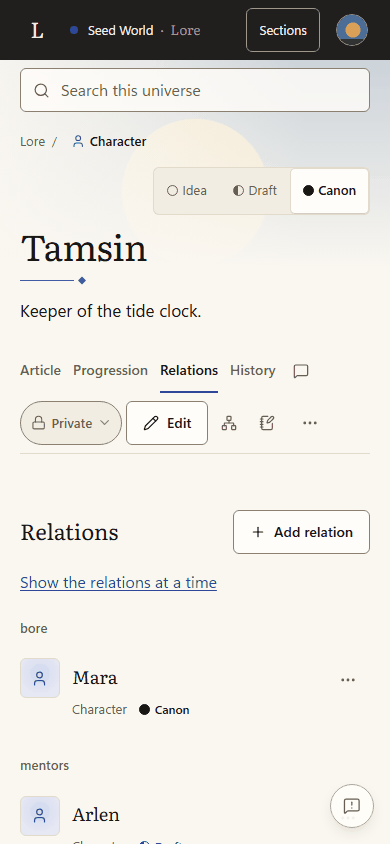 L Seed World · Lore Sections
Search this universe
Lore / Character
Idea Draft Canon
Tamsin
Keeper of the tide clock.
Article Progression Relations History
Private Edit
Relations Add relation
Show the relations at a time
bore
Mara
Character Canon
mentors
Arlen